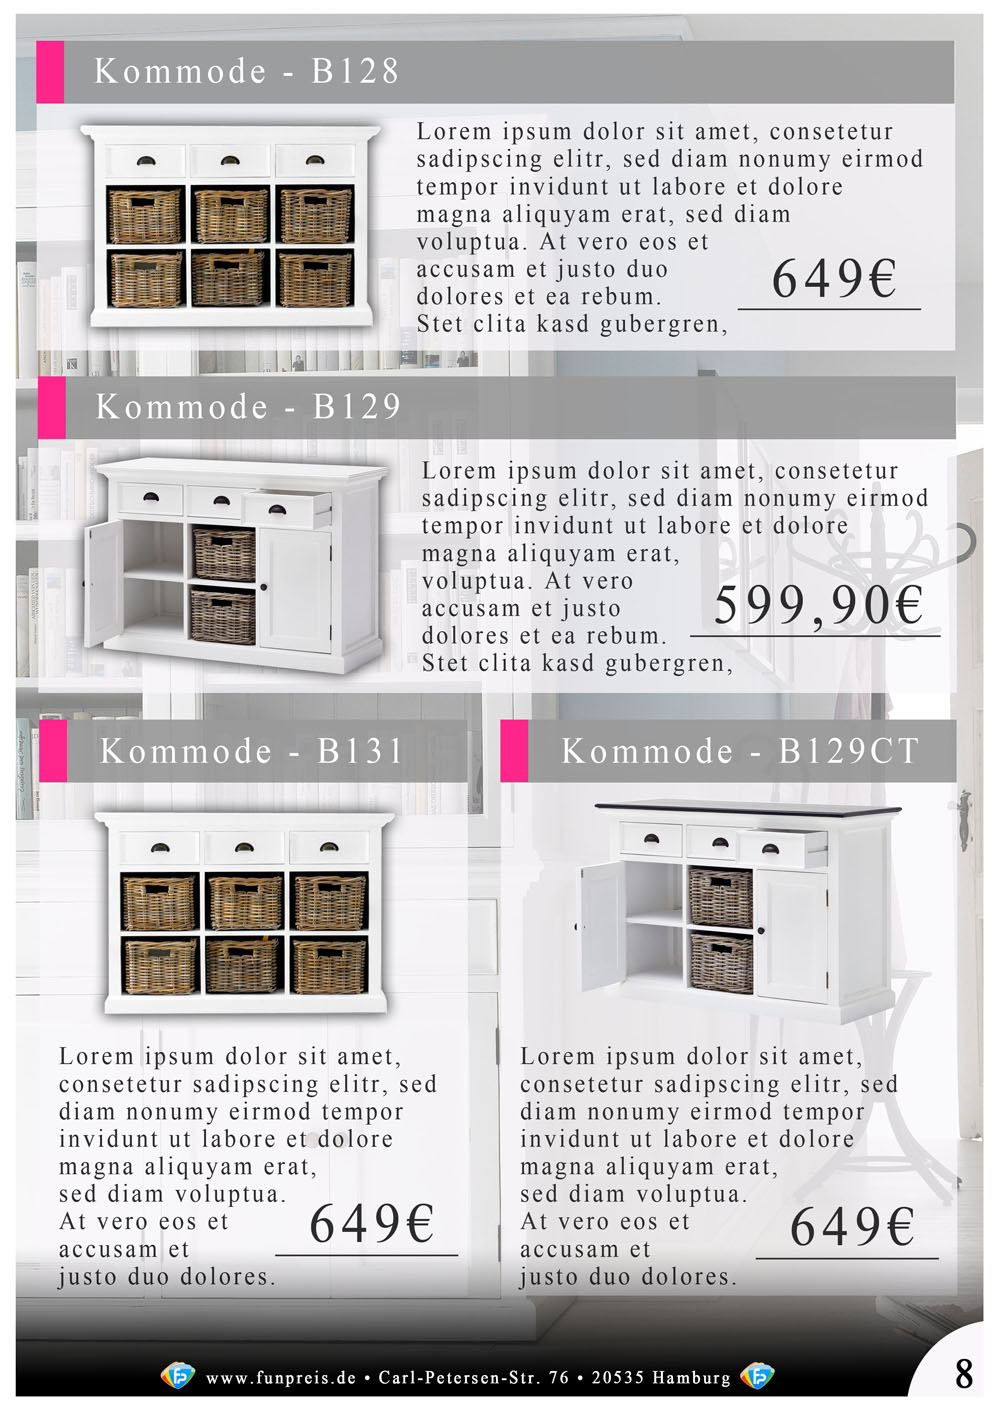 Kommode - B128
Lorem ipsum dolor sit amet, consetetur
sadipscing elitr, sed diam nonumy eirmod
tempor invidunt ut labore et dolore
magna aliquyam erat, sed diam
voluptua. At vero eos et
accusam et justo duo
dolores et ea rebum.
Stet clita kasd gubergren,
649€
Kommode - B129
Lorem ipsum dolor sit amet, consetetur
sadipscing elitr, sed diam nonumy eirmod
tempor invidunt ut labore et dolore
magna aliquyam erat,
voluptua. At vero
accusam et justo
dolores et ea rebum.
Stet clita kasd gubergren,
599,90€
Kommode - B131
Lorem ipsum dolor sit amet,
consetetur sadipscing elitr, sed
diam nonumy eirmod tempor
invidunt ut labore et dolore
magna aliquyam erat,
sed diam voluptua.
At vero eos et
accusam et
justo duo dolores.
649€
Kommode - B129CT
Lorem ipsum dolor sit amet,
consetetur sadipscing elitr, sed
diam nonumy eirmod tempor
invidunt ut labore et dolore
magna aliquyam erat,
sed diam voluptua.
At vero eos et
accusam et
justo duo dolores.
649€
FP www.funpreis.de • Carl-Petersen-Str. 76 • 20535 Hamburg FP
8